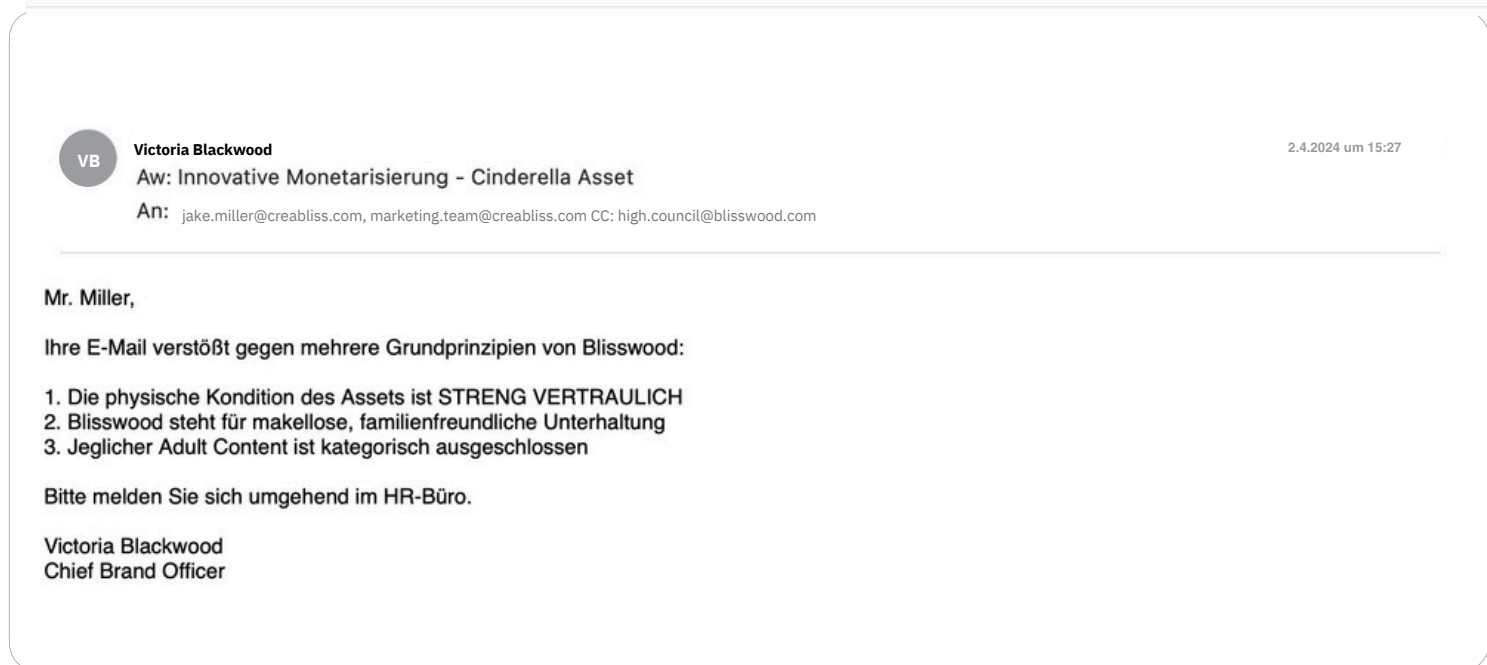 VB
Victoria Blackwood
2.4.2024 um 15:27
Aw: Innovative Monetarisierung - Cinderella Asset
An: jake.miller@creabliss.com, marketing.team@creabliss.com CC: high.council@blisswood.com
Mr. Miller,
Ihre E-Mail verstößt gegen mehrere Grundprinzipien von Blisswood:
1. Die physische Kondition des Assets ist STRENG VERTRAULICH
2. Blisswood steht für makellose, familienfreundliche Unterhaltung
3. Jeglicher Adult Content ist kategorisch ausgeschlossen
Bitte melden Sie sich umgehend im HR-Büro.
Victoria Blackwood
Chief Brand Officer